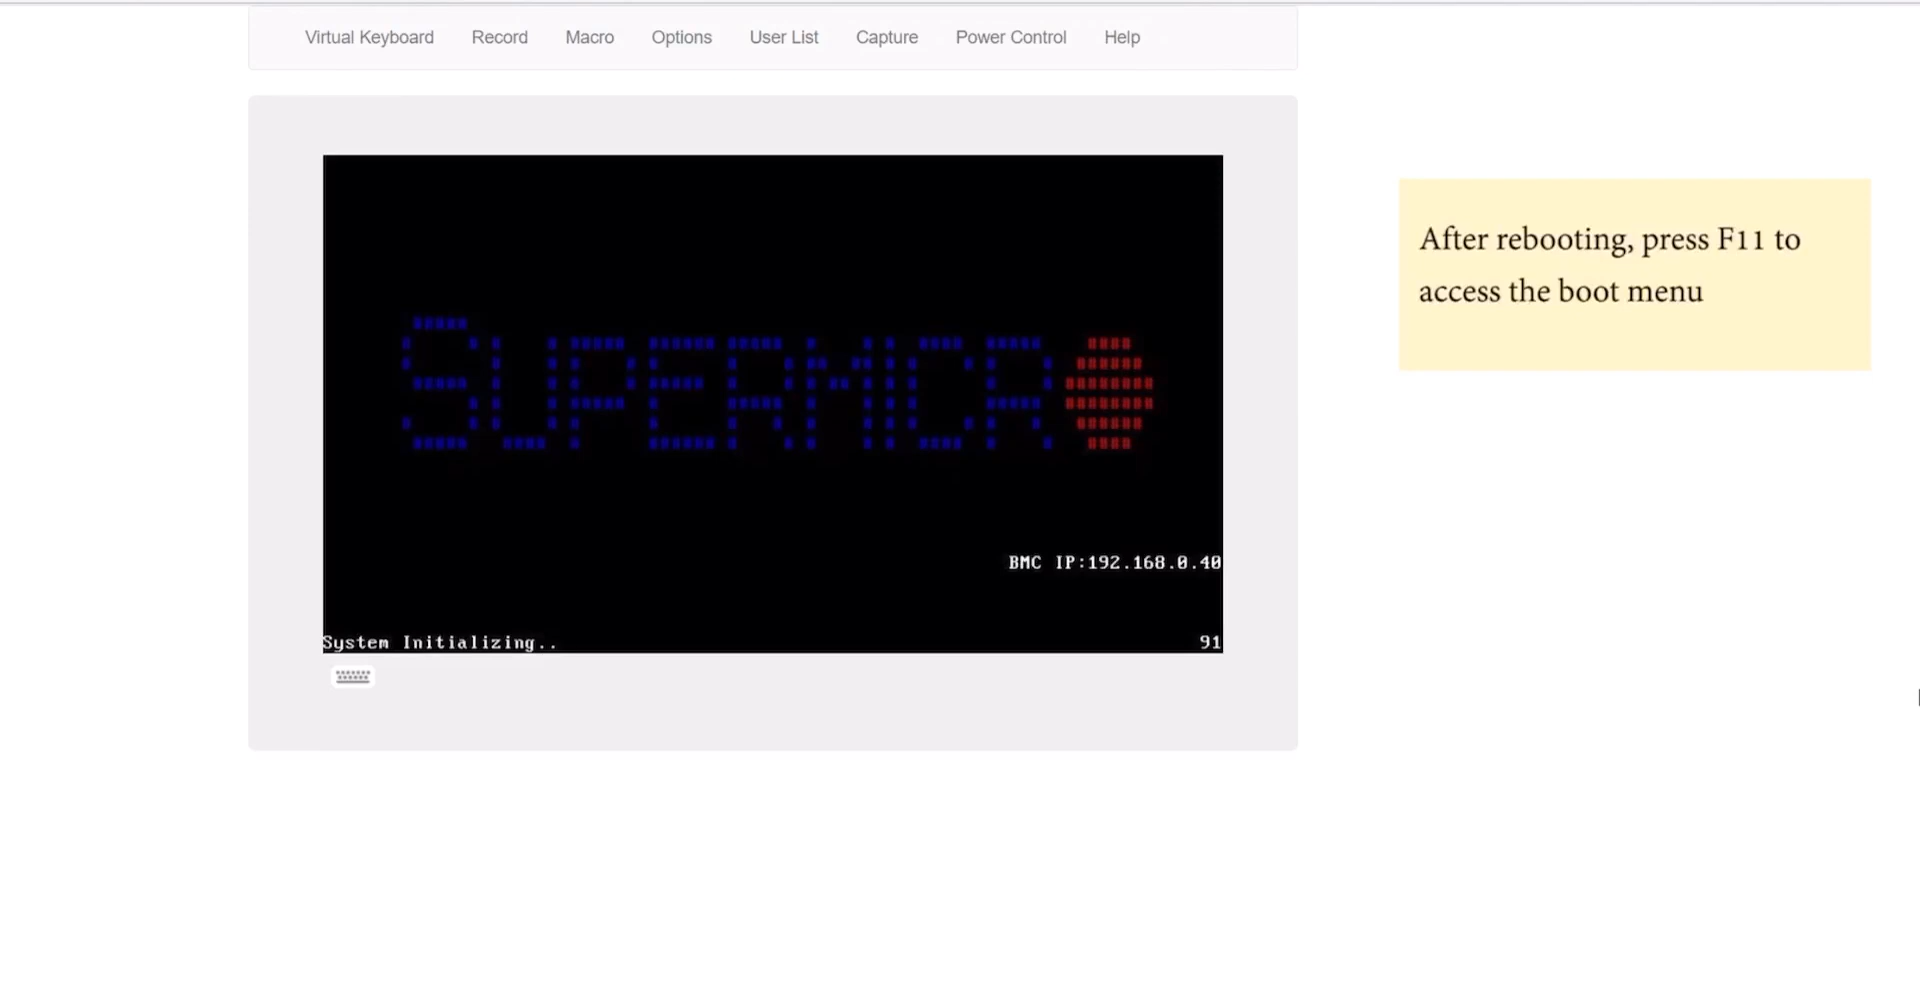 Virtual Keyboard Record Macro Options User List Capture Power Control Help
SUPERMICRO
After rebooting, press F11 to
access the boot menu
BMC IP:192.168.0.40
System Initializing.. 91